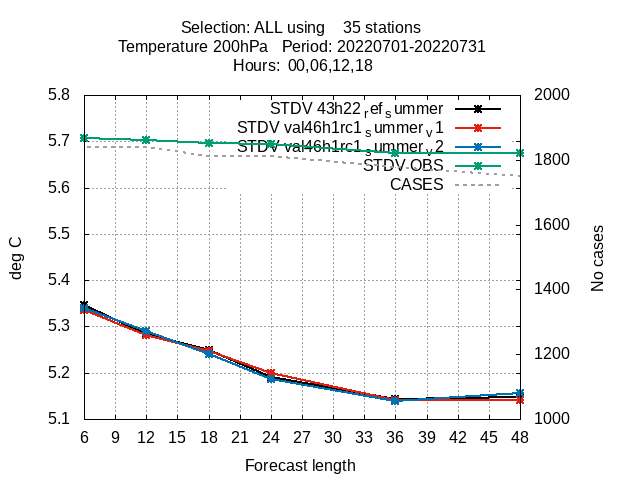 Selection: ALL using    35 stations
Temperature 200hPa   Period: 20220701-20220731
Hours:  00,06,12,18
STDV 43h22refsummer
STDV val46h1rc1summerv1
STDV val46h1rc1summerv2
STDV OBS
CASES
5.8
5.7
5.6
5.5
5.4
5.3
5.2
5.1
deg C
2000
1800
1600
1400
1200
1000
No cases
6 9 12 15 18 21 24 27 30 33 36 39 42 45 48
Forecast length